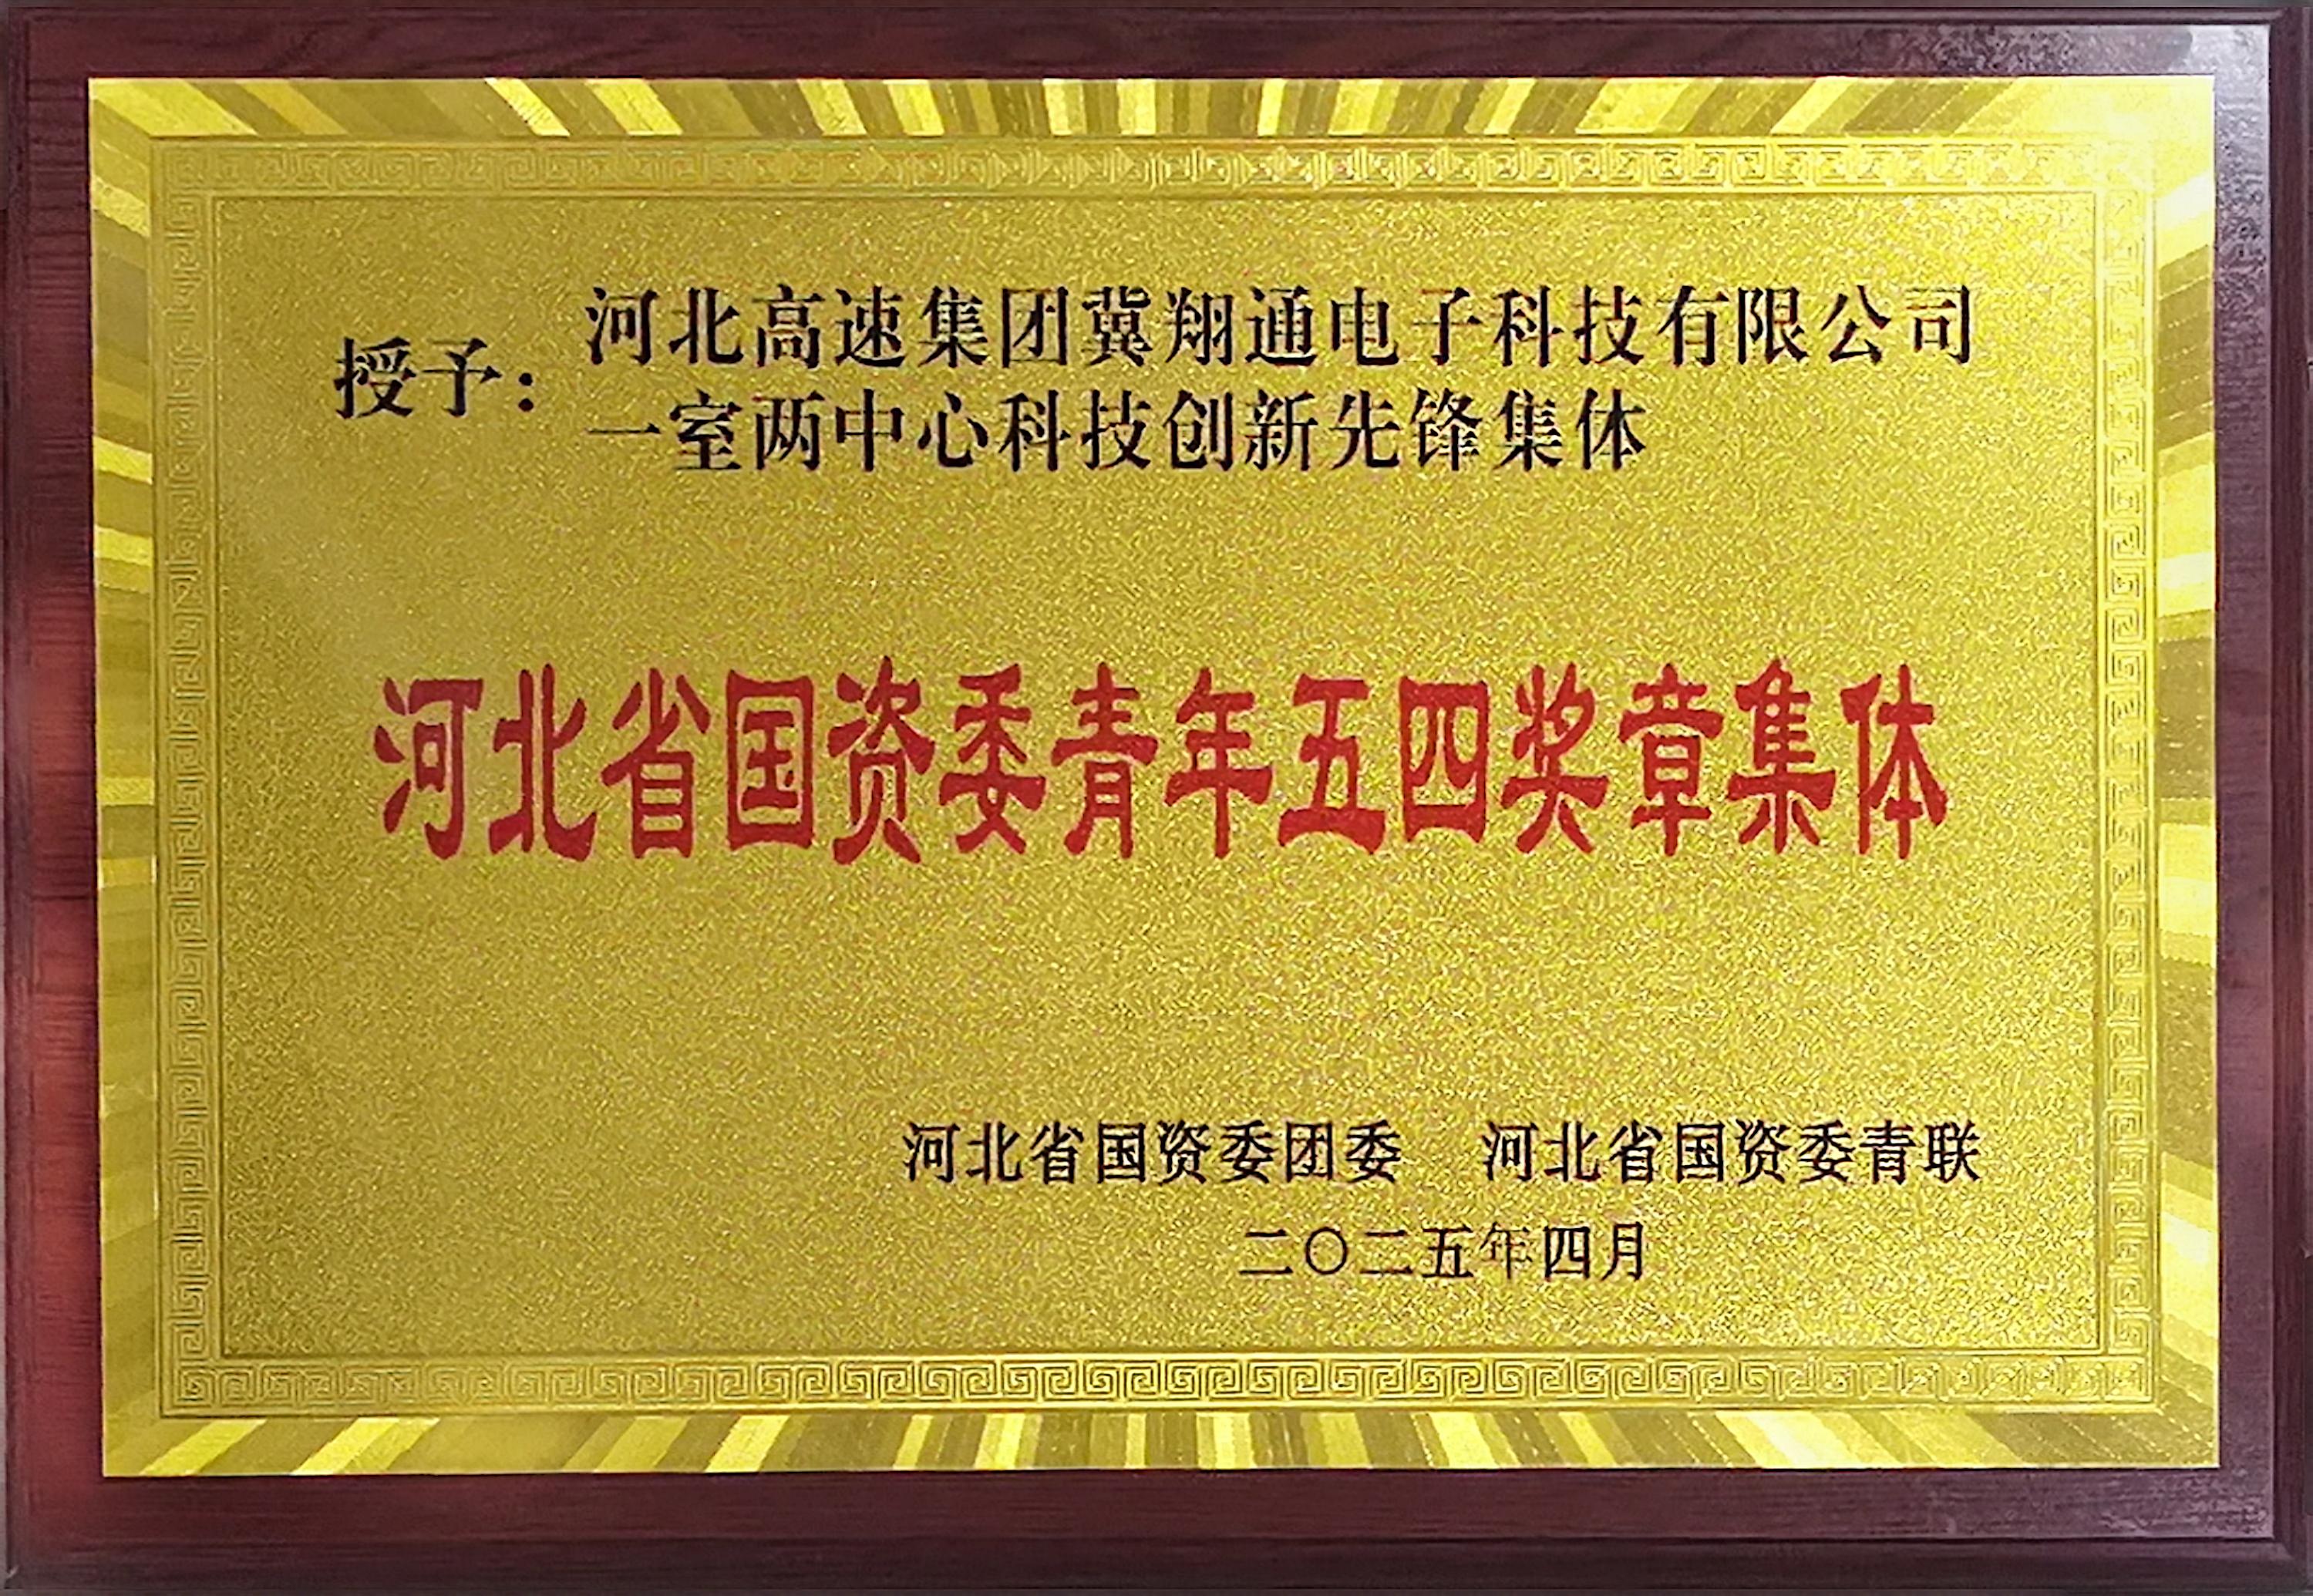 授予：
河北高速集团冀翔通电子科技有限公司
一室两中心科技创新先锋集体
河北省国资委青年五四奖章集体
河北省国资委团委　河北省国资委青联
二〇二五年四月